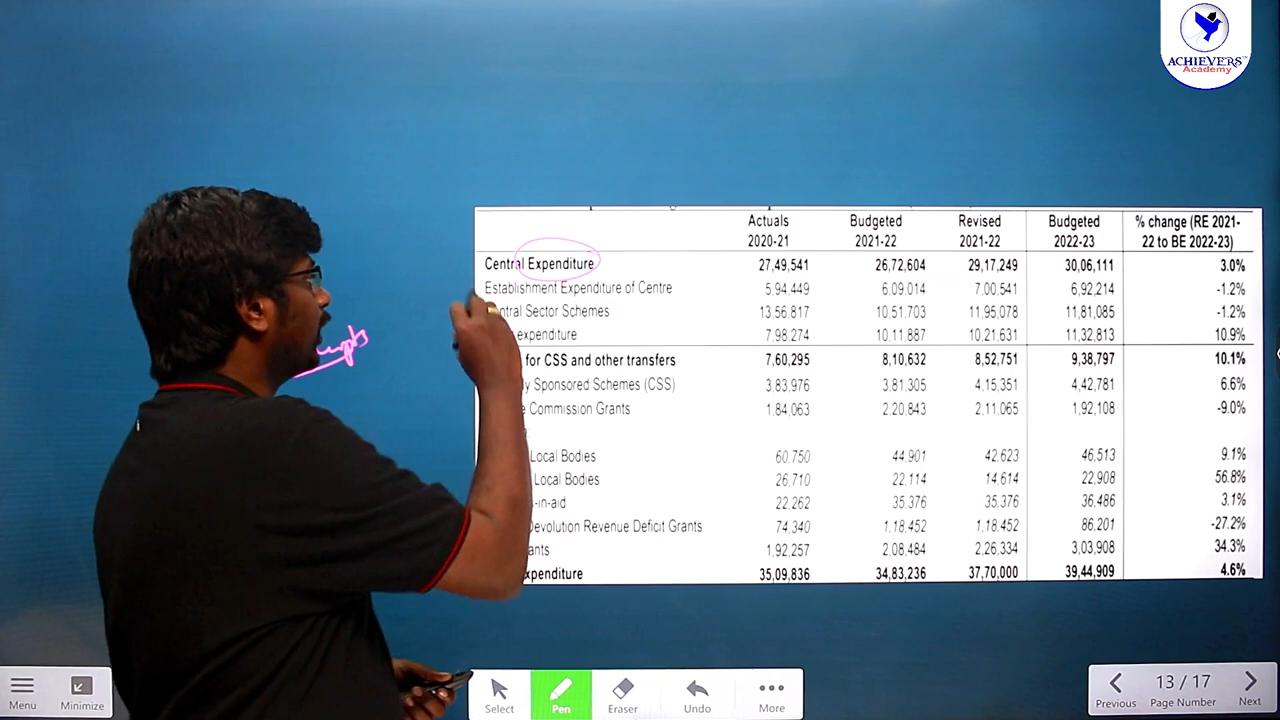 ACHIEVERS
Academy
Actuals Budgeted Revised Budgeted % change (RE 2021-
2020-21 2021-22 2021-22 2022-23 22 to BE 2022-23)
Central Expenditure 27,49,541 26,72,604 29,17,249 30,06,111 3.0%
Establishment Expenditure of Centre 5,94,449 6,09,014 7,00,541 6,92,214 -1.2%
ntral Sector Schemes 13,56,817 10,51,703 11,95,078 11,81,085 -1.2%
expenditure 7,98,274 10,11,887 10,21,631 11,32,813 10.9%
for CSS and other transfers 7,60,295 8,10,632 8,52,751 9,38,797 10.1%
y Sponsored Schemes (CSS) 3,83,976 3,81,305 4,15,351 4,42,781 6.6%
e Commission Grants 1,84,063 2,20,843 2,11,065 1,92,108 -9.0%
Local Bodies 60,750 44,901 42,623 46,513 9.1%
Local Bodies 26,710 22,114 14,614 22,908 56.8%
-in-aid 22,262 35,376 35,376 36,486 3.1%
Devolution Revenue Deficit Grants 74,340 1,18,452 1,18,452 86,201 -27.2%
ants 1,92,257 2,08,484 2,26,334 3,03,908 34.3%
xpenditure 35,09,836 34,83,236 37,70,000 39,44,909 4.6%
Menu Minimize Select Pen Eraser Undo More
13 / 17
Previous Page Number Next